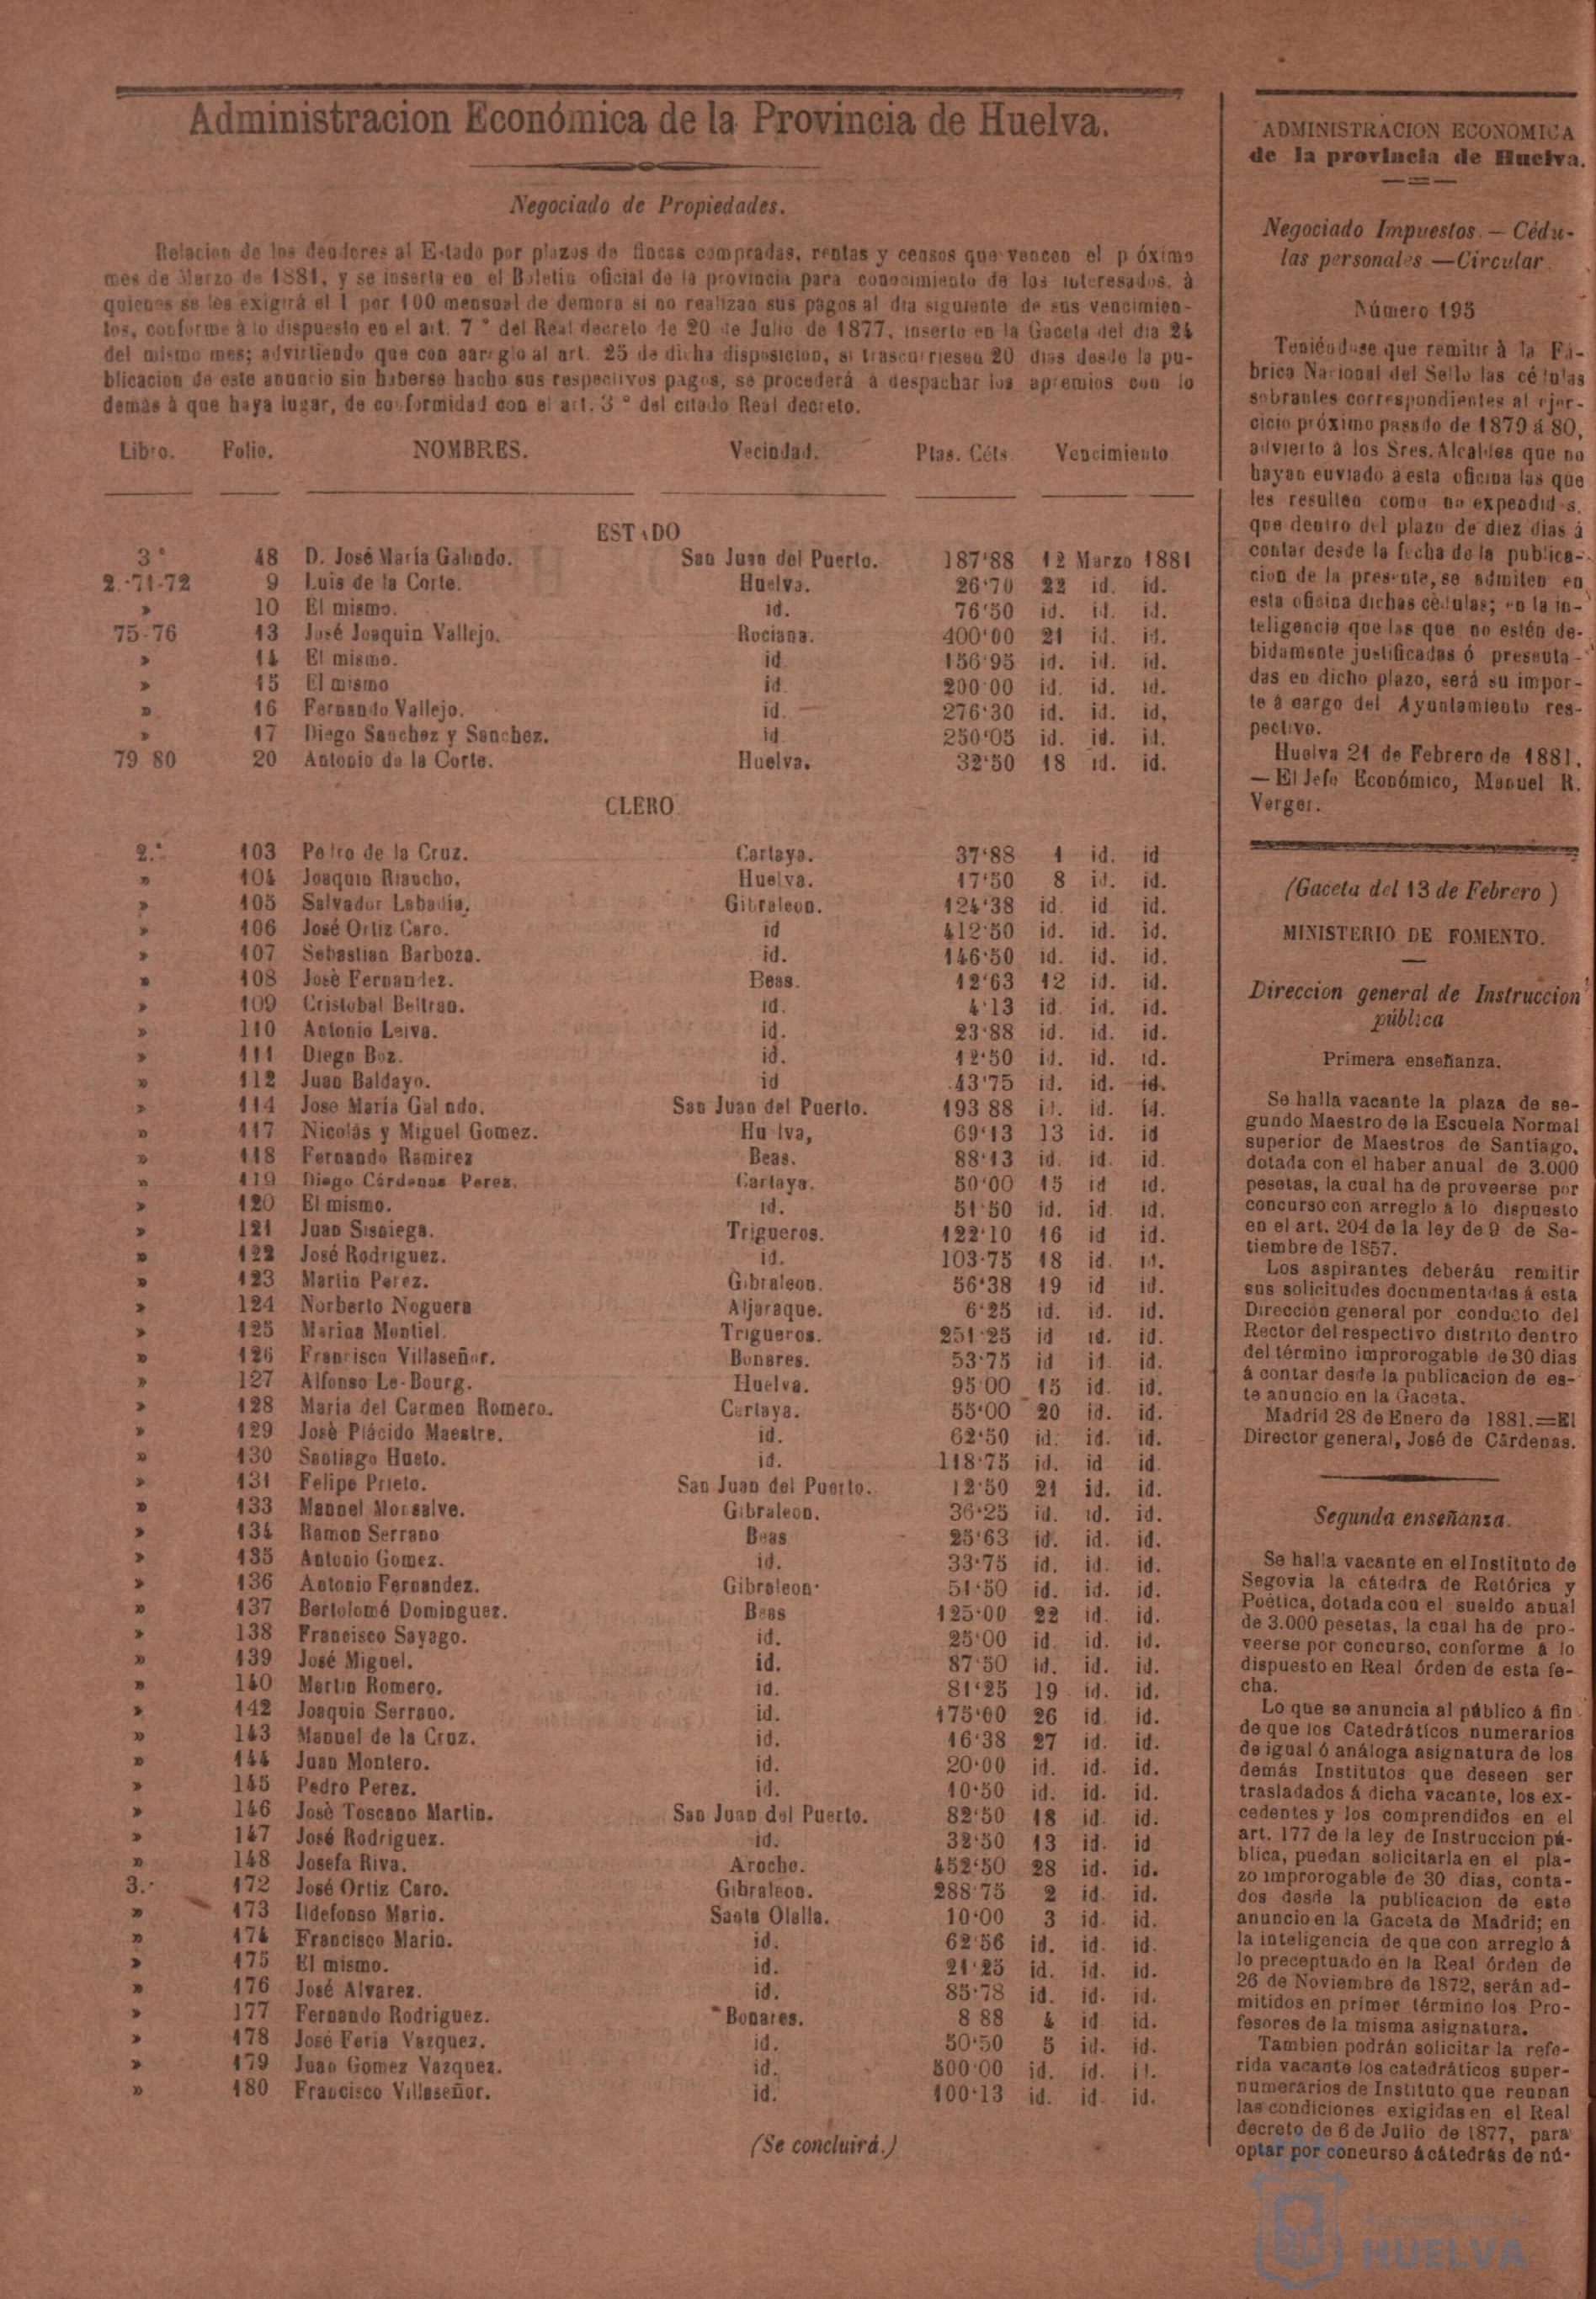 Administracion Económica de la Provincia de Huelva.
Negociado de Propiedades.
Relacion de los deudores al Estado por plazos de fincas compradas, rentas y censos que vencen el p óximo
mes de Marzo de 1881, y se inserta en el Boletin oficial de la provincia para conocimiento de los interesados, à
quienes se les exigirá el 1 por 100 mensual de demora si no realizan sus pagos al dia siguiente de sus vencimien-
tos, conforme à lo dispuesto en el art. 7.° del Real decreto de 20 de Julio de 1877, inserto en la Gaceta del dia 24
del mismo mes; advirtiendo que con aarreglo al art. 25 de dicha disposicion, si trascurriesen 20 dias desde la pu-
blicacion de este anuncio sin haberse hacho sus respectivos pagos, se procederá à despachar los apremios con lo
demás à que haya lugar, de conformidad con el art. 3° del citado Real decreto.
Libro. Folio. NOMBRES. Vecindad. Ptas. Céts. Vencimiento.
ESTADO
3° 48 D. José María Galindo. San Juan del Puerto. 187'88 12 Marzo 1881
2.-71-72 9 Luis de la Corte. Huelva. 26'70 22 id. id.
» 10 El mismo. id. 76'50 id. id. id.
75-76 13 José Joaquin Vallejo. Rociana. 400'00 21 id. id.
» 14 El mismo. id. 156'95 id. id. id.
» 15 El mismo id. 200'00 id. id. id.
» 16 Fernando Vallejo. id. 276'30 id. id. id,
» 17 Diego Sanchez y Sanchez. id 250'05 id. id. id.
79 80 20 Antonio de la Corte. Huelva. 32'50 18 id. id.
CLERO
2.° 103 Pedro de la Cruz. Cartaya. 37'88 1 id. id
» 104 Joaquin Riancho. Huelva. 17'50 8 id. id.
» 105 Salvador Labadía. Gibraleon. 124'38 id. id id.
» 106 José Ortiz Caro. id 412'50 id. id. id.
» 107 Sebastian Barboza. id. 146'50 id. id. id.
» 108 Josè Fernandez. Beas. 12'63 12 id. id.
» 109 Cristobal Beltran. id. 4'13 id. id. id.
» 110 Antonio Leiva. id. 23'88 id. id. id.
» 111 Diego Boz. id. 12'50 id. id. id.
» 112 Juan Baldayo. id 43'75 id. id. id.
» 114 Jose María Gal ndo. San Juan del Puerto. 193 88 id. id. id.
» 117 Nicolás y Miguel Gomez. Hu lva, 69'13 13 id. id
» 118 Fernando Ramirez Beas. 88'13 id. id. id.
» 119 Diego Cárdenas Perez. Cartaya. 50'00 15 id id.
» 120 El mismo. id. 51'50 id. id. id.
» 121 Juan Sisniega. Trigueros. 122'10 16 id id.
» 122 José Rodriguez. id. 103-75 18 id. id.
» 123 Martin Perez. Gibraleon. 56'38 19 id id.
» 124 Norberto Noguera Aljaraque. 6'25 id. id. id.
» 125 Marina Montiel. Trigueros. 251'25 id id. id.
» 126 Francisco Villaseñor. Bonares. 53'75 id id. id.
» 127 Alfonso Le-Bourg. Huelva. 95'00 15 id. id.
» 128 Maria del Carmen Romero. Cartaya. 55'00 20 id. id.
» 129 Josè Plácido Maestre. id. 62'50 id. id. id.
» 130 Santiago Hueto. id. 118'75 id. id id.
» 131 Felipe Prieto. San Juan del Puerto. 12'50 21 id. id.
» 133 Manuel Monsalve. Gibraleon. 36'25 id. id. id.
» 134 Ramon Serrano Beas 25'63 id. id. id.
» 135 Antonio Gomez. id. 33'75 id. id. id.
» 136 Antonio Fernandez. Gibraleon· 51'50 id. id. id.
» 137 Bartolomé Dominguez. Beas 125'00 22 id. id.
» 138 Francisco Sayago. id. 25'00 id. id. id.
» 139 José Miguel. id. 87'50 id. id. id.
» 140 Martin Romero. id. 81'25 19 id. id.
» 142 Joaquin Serrano. id. 175'00 26 id. id.
» 143 Manuel de la Cruz. id. 16'38 27 id. id.
» 144 Juan Montero. id. 20'00 id. id. id.
» 145 Pedro Perez. id. 10'50 id. id. id.
» 146 Josè Toscano Martin. San Juan del Puerto. 82'50 18 id. id.
» 147 José Rodriguez. id. 32'50 13 id. id
» 148 Josefa Riva. Aroche. 452'50 28 id. id.
3.° 172 José Ortiz Caro. Gibraleon. 288'75 2 id. id.
» 173 Ildefonso Mario. Santa Olalla. 10'00 3 id. id.
» 174 Francisco Mario. id. 62'56 id. id. id.
» 175 El mismo. id. 21'25 id. id. id.
» 176 José Alvarez. id. 85'78 id. id. id.
» 177 Fernando Rodriguez. Bonares. 8 88 4 id. id.
» 178 José Feria Vazquez. id. 50'50 5 id. id.
» 179 Juan Gomez Vazquez. id. 500'00 id. id. id.
» 180 Francisco Villaseñor. id. 100'13 id. id. id.
(Se concluirá.)
ADMINISTRACION ECONOMICA
de la provincia de Huelva.
Negociado Impuestos.—Cédu-
las personales.—Circular.
Número 195
Teniéndose que remitir à la Fá-
brica Nacional del Sello las cédulas
sobrantes correspondientes al ejer-
cicio próximo pasado de 1879 á 80,
advierto à los Sres. Alcaldes que no
hayan enviado à esta oficina las que
les resulten como no expendid s,
que dentro del plazo de diez dias á
contar desde la fecha de la publica-
cion de la presente, se admiten en
esta oficina dichas cèdulas; en la in-
teligencia que las que no estén de-
bidamente justificadas ó presenta-
das en dicho plazo, será su impor-
te à cargo del Ayuntamiento res-
pectivo.
Huelva 21 de Febrero de 1881.
—El Jefe Económico, Manuel R.
Verger.
(Gaceta del 13 de Febrero)
MINISTERIO DE FOMENTO.
Direccion general de Instruccion
pública
Primera enseñanza.
Se halla vacante la plaza de se-
gundo Maestro de la Escuela Normal
superior de Maestros de Santiago,
dotada con el haber anual de 3.000
pesetas, la cual ha de proveerse por
concurso con arreglo á lo dispuesto
en el art. 204 de la ley de 9 de Se-
tiembre de 1857.
Los aspirantes deberán remitir
sus solicitudes documentadas á esta
Dirección general por conducto del
Rector del respectivo distrito dentro
del término improrogable de 30 dias
á contar desde la publicacion de es-
te anuncio en la Gaceta.
Madrid 28 de Enero de 1881.=El
Director general, José de Cárdenas.
Segunda enseñanza.
Se halla vacante en el Instituto de
Segovia la cátedra de Retórica y
Poética, dotada con el sueldo anual
de 3.000 pesetas, la cual ha de pro-
veerse por concurso, conforme á lo
dispuesto en Real órden de esta fe-
cha.
Lo que se anuncia al público á fin
de que los Catedráticos numerarios
de igual ó análoga asignatura de los
demás Institutos que deseen ser
trasladados á dicha vacante, los ex-
cedentes y los comprendidos en el
art. 177 de la ley de Instruccion pú-
blica, puedan solicitarla en el pla-
zo improrogable de 30 dias, conta-
dos desde la publicacion de este
anuncio en la Gaceta de Madrid; en
la inteligencia de que con arreglo á
lo preceptuado en la Real órden de
26 de Noviembre de 1872, serán ad-
mitidos en primer término los Pro-
fesores de la misma asignatura.
Tambien podrán solicitar la refe-
rida vacante los catedráticos super-
numerarios de Instituto que reunan
las condiciones exigidas en el Real
decreto de 6 de Julio de 1877, para
optar por concurso á cátedras de nú-
HUELVA